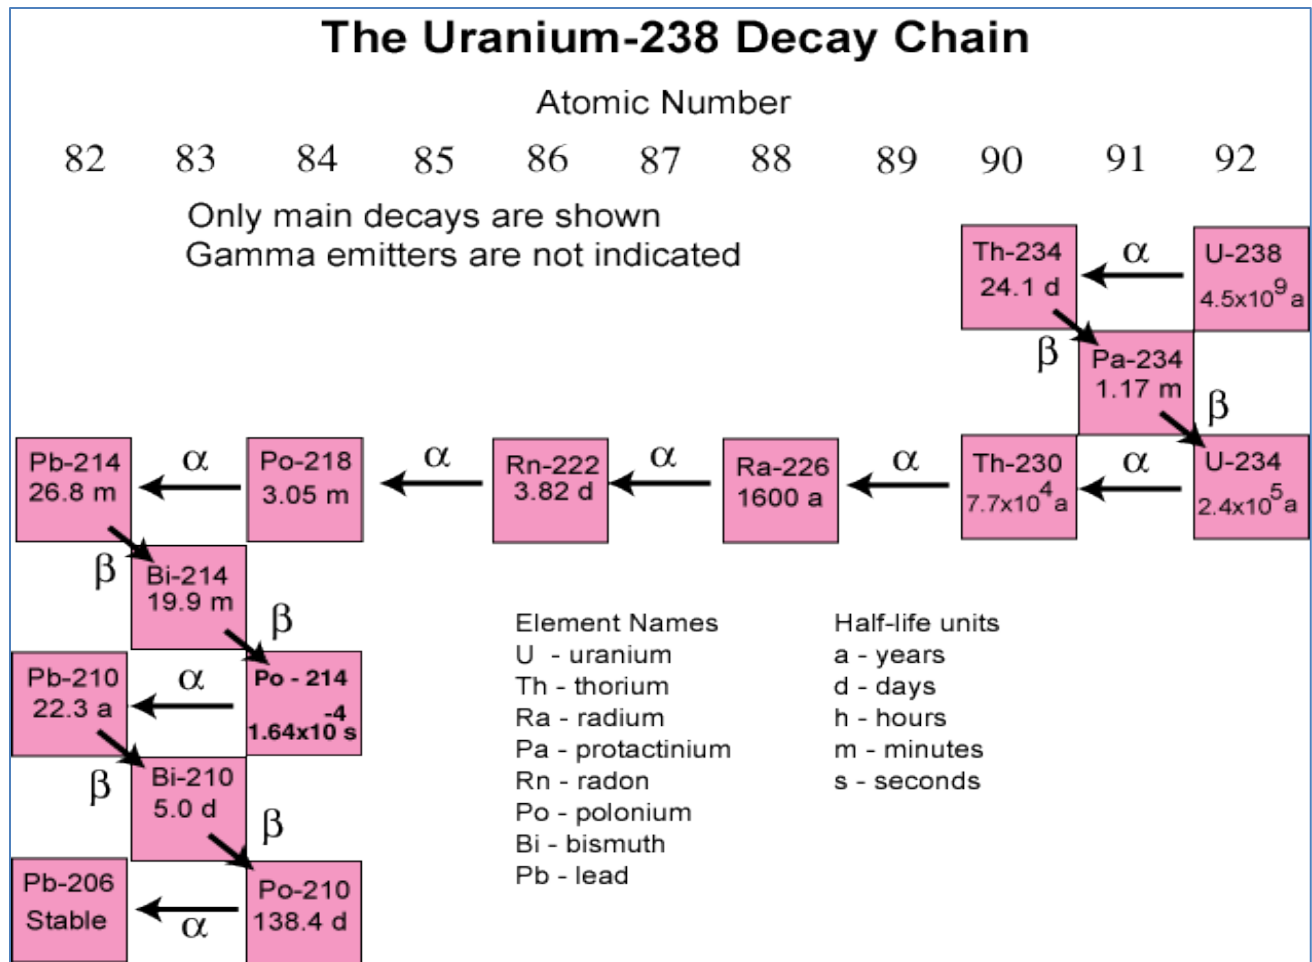 The Uranium-238 Decay Chain
Atomic Number
82 83 84 85 86 87 88 89 90 91 92
Only main decays are shown
Gamma emitters are not indicated
Th-234
24.1 d
α
U-238
4.5x10⁹a
β
Pa-234
1.17 m
β
Pb-214
26.8 m
α
Po-218
3.05 m
α
Rn-222
3.82 d
α
Ra-226
1600 a
α
Th-230
7.7x10⁴a
α
U-234
2.4x10⁵a
β
Bi-214
19.9 m
β
Pb-210
22.3 a
α
Po - 214
1.64x10⁻⁴ s
β
Bi-210
5.0 d
β
Pb-206
Stable
α
Po-210
138.4 d
Element Names
U - uranium
Th - thorium
Ra - radium
Pa - protactinium
Rn - radon
Po - polonium
Bi - bismuth
Pb - lead
Half-life units
a - years
d - days
h - hours
m - minutes
s - seconds